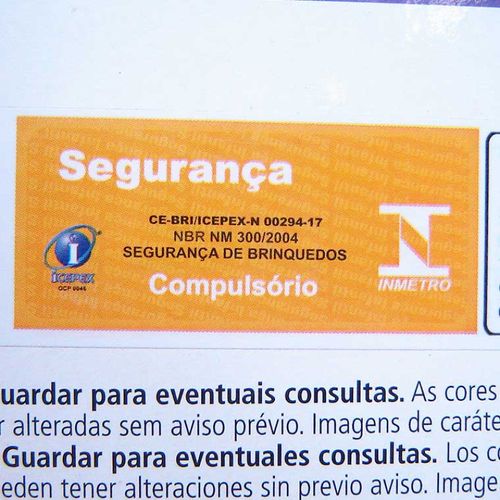 Segurança
CE-BRI/ICEPEX-N 00294-17
NBR NM 300/2004
SEGURANÇA DE BRINQUEDOS
Compulsório
ICEPEX
OCP 0046
INMETRO
uardar para eventuais consultas. As cores
r alteradas sem aviso prévio. Imagens de caráte
Guardar para eventuales consultas. Los co
eden tener alteraciones sin previo aviso. Image